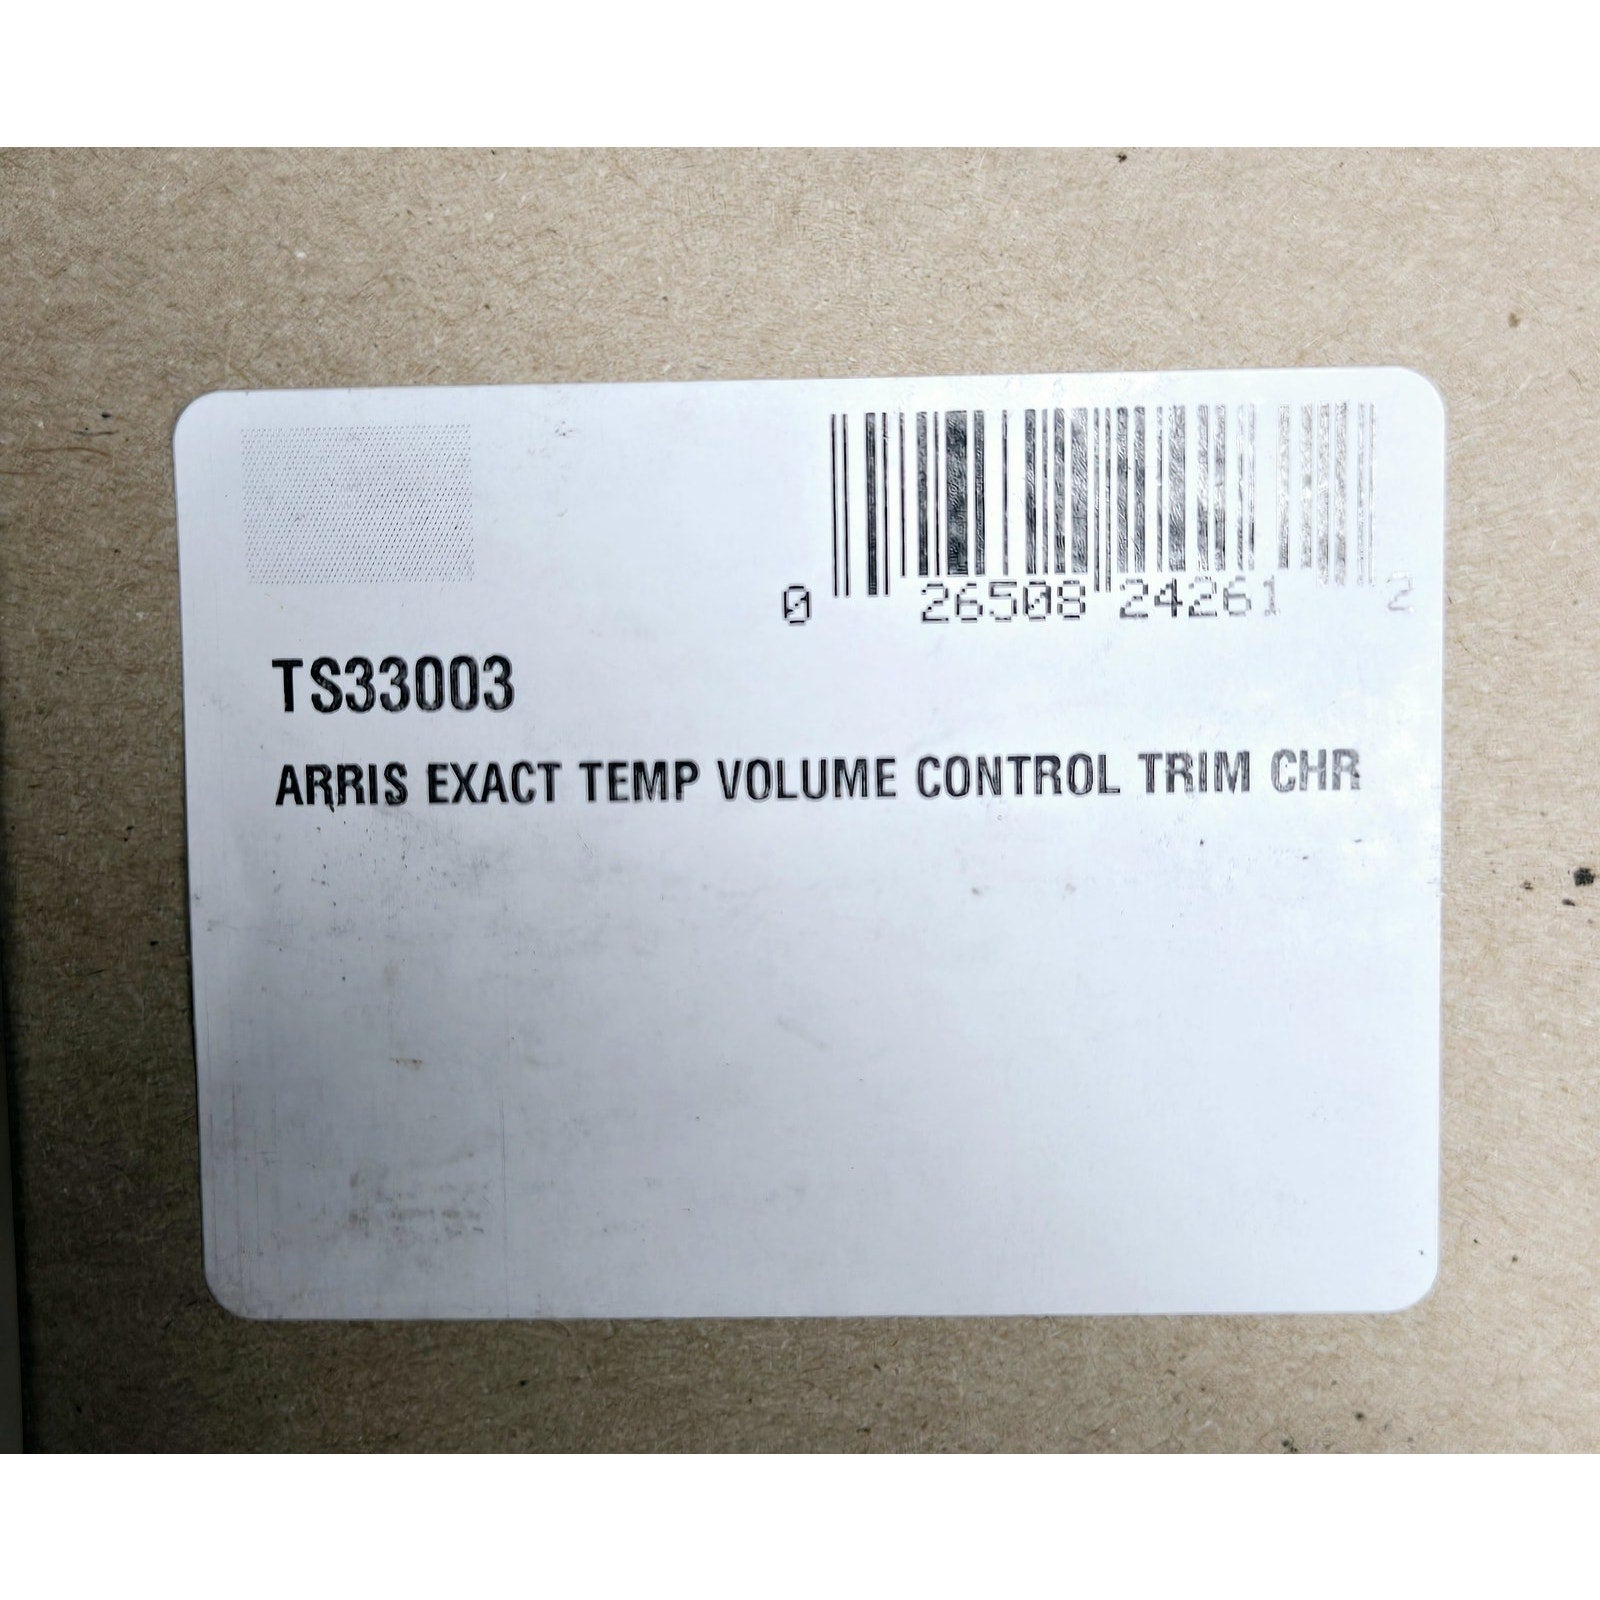 0 26508 24261 2
TS33003
ARRIS EXACT TEMP VOLUME CONTROL TRIM CHR